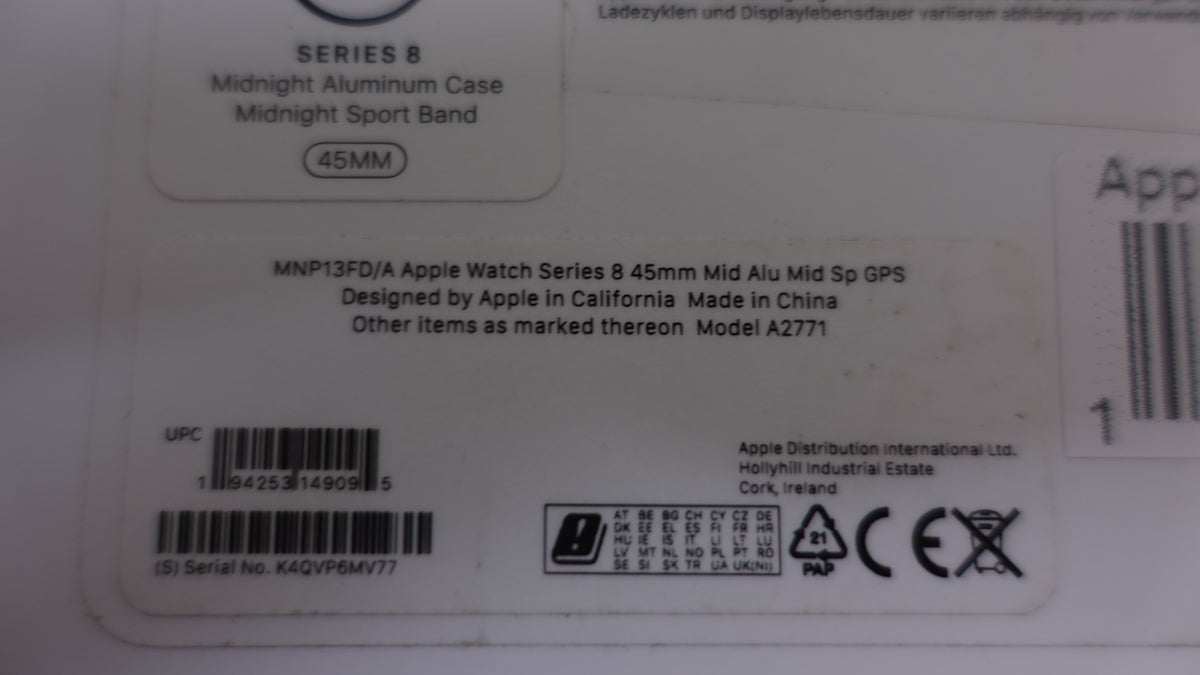 Ladezyklen und Displaylebensdauer variieren abhängig von
SERIES 8
Midnight Aluminum Case
Midnight Sport Band
45MM
App
1
MNP13FD/A Apple Watch Series 8 45mm Mid Alu Mid Sp GPS
Designed by Apple in California Made in China
Other items as marked thereon Model A2771
UPC
1 94253 14909 5
(S) Serial No. K4QVP6MV77
Apple Distribution International Ltd.
Hollyhill Industrial Estate
Cork, Ireland
AT BE BG CH CY CZ DE
DK EE EL ES FI FR HR
HU IE IS IT LI LT LU
LV MT NL NO PL PT RO
SE SI SK TR UA UK(NI)
21
PAP
CE